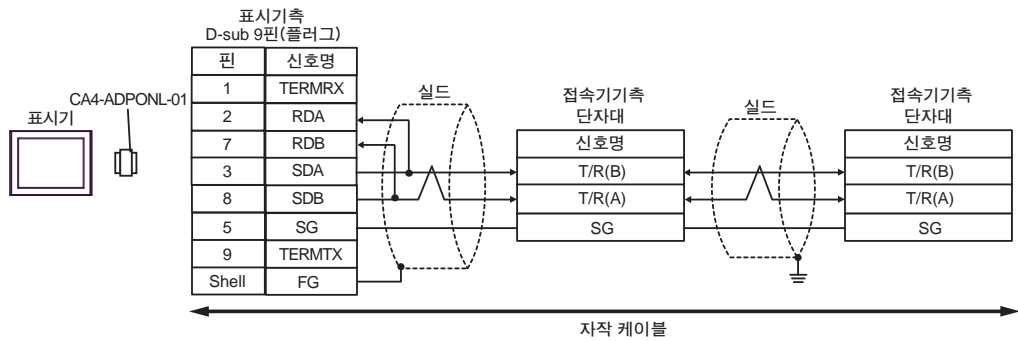 표시기측
D-sub 9핀(플러그)
핀 신호명
1 TERMRX
2 RDA
7 RDB
3 SDA
8 SDB
5 SG
9 TERMTX
Shell FG
CA4-ADPONL-01
표시기
실드
접속기기측
단자대
신호명
T/R(B)
T/R(A)
SG
실드
접속기기측
단자대
신호명
T/R(B)
T/R(A)
SG
자작 케이블